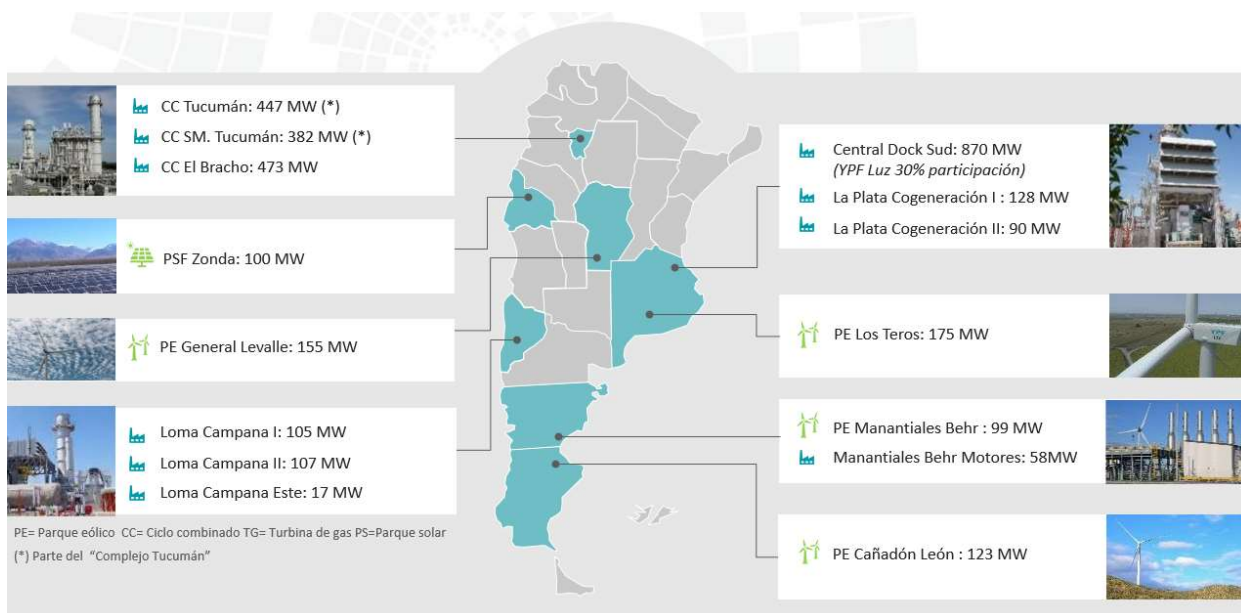 CC Tucumán: 447 MW (*)
CC SM. Tucumán: 382 MW (*)
CC El Bracho: 473 MW
PSF Zonda: 100 MW
PE General Levalle: 155 MW
Loma Campana I: 105 MW
Loma Campana II: 107 MW
Loma Campana Este: 17 MW
PE= Parque eólico CC= Ciclo combinado TG= Turbina de gas PS=Parque solar
(*) Parte del “Complejo Tucumán”
Central Dock Sud: 870 MW
(YPF Luz 30% participación)
La Plata Cogeneración I : 128 MW
La Plata Cogeneración II: 90 MW
PE Los Teros: 175 MW
YPF
PE Manantiales Behr : 99 MW
Manantiales Behr Motores: 58MW
PE Cañadón León : 123 MW